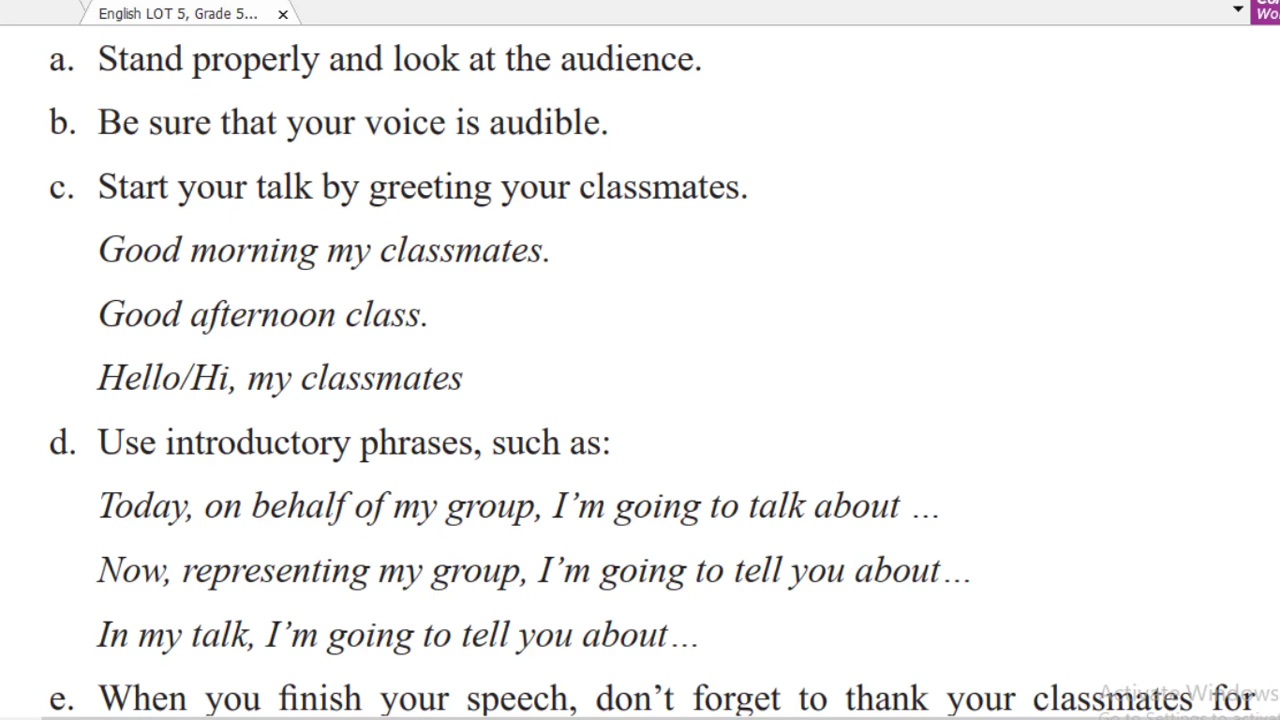 English LOT 5, Grade 5... x
a. Stand properly and look at the audience.
b. Be sure that your voice is audible.
c. Start your talk by greeting your classmates.
Good morning my classmates.
Good afternoon class.
Hello/Hi, my classmates
d. Use introductory phrases, such as:
Today, on behalf of my group, I’m going to talk about ...
Now, representing my group, I’m going to tell you about...
In my talk, I’m going to tell you about...
e. When you finish your speech, don’t forget to thank your classmates for
Activate Windows